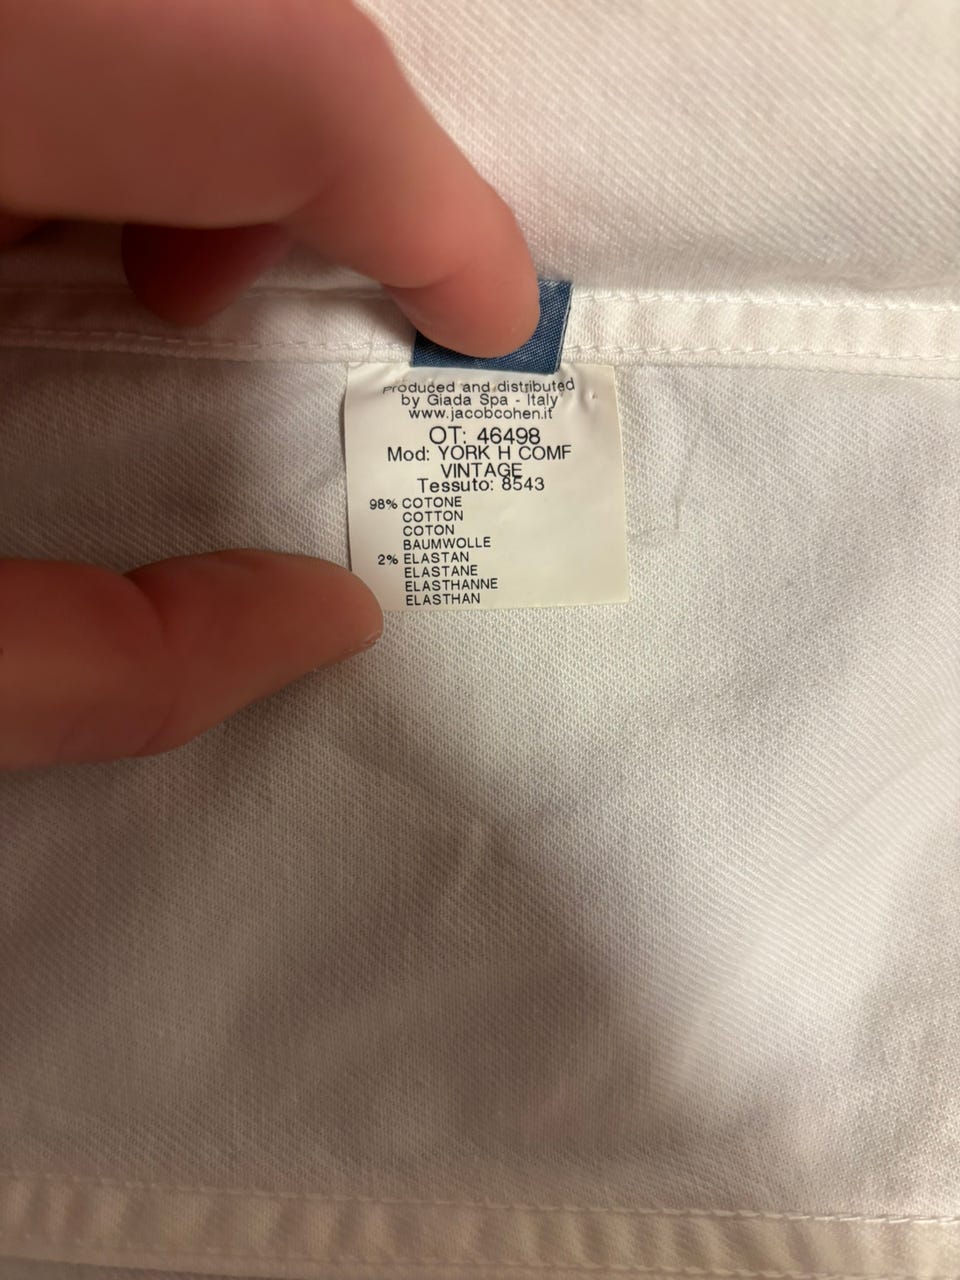 Produced and distributed
by Giada Spa - Italy
www.jacobcohen.it
OT: 46498
Mod: YORK H COMF
VINTAGE
Tessuto: 8543
98% COTONE
COTTON
COTON
BAUMWOLLE
2% ELASTAN
ELASTANE
ELASTHANNE
ELASTHAN